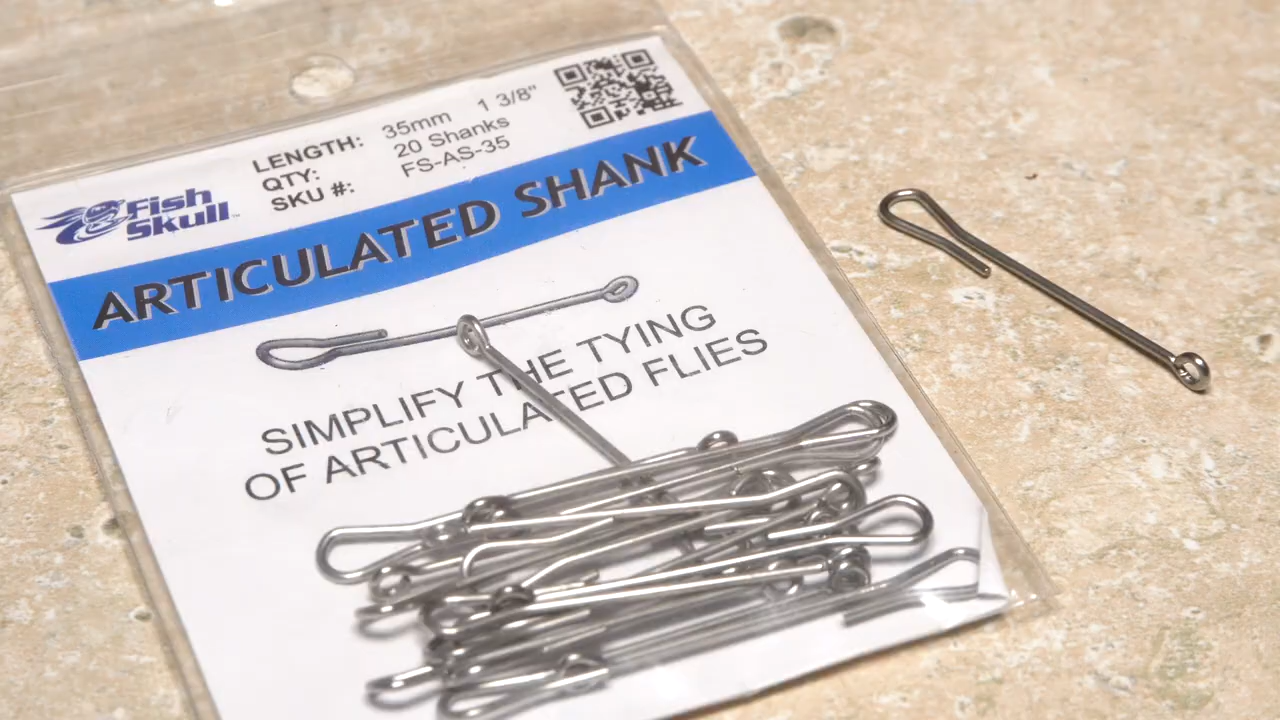 LENGTH: 35mm 1 3/8"
QTY: 20 Shanks
SKU #: FS-AS-35
Fish
Skull™
ARTICULATED SHANK
SIMPLIFY THE TYING
OF ARTICULATED FLIES